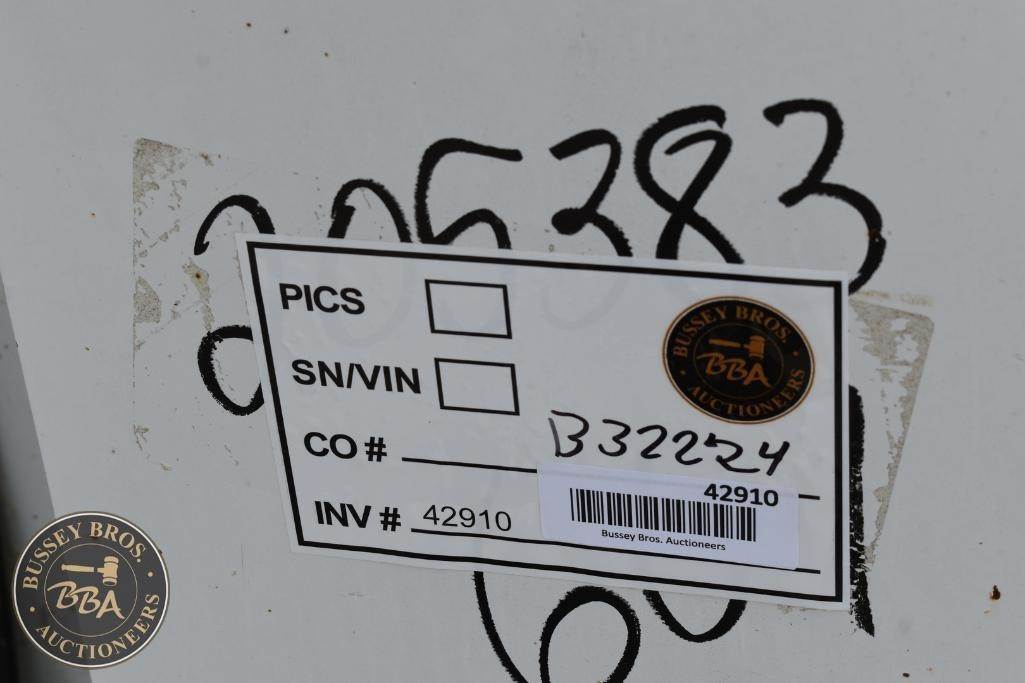 205383
PICS
SN/VIN
CO # B32224
INV # 42910
42910
Bussey Bros. Auctioneers
BUSSEY BROS.
BBA
AUCTIONEERS
BUSSEY BROS.
BBA
AUCTIONEERS